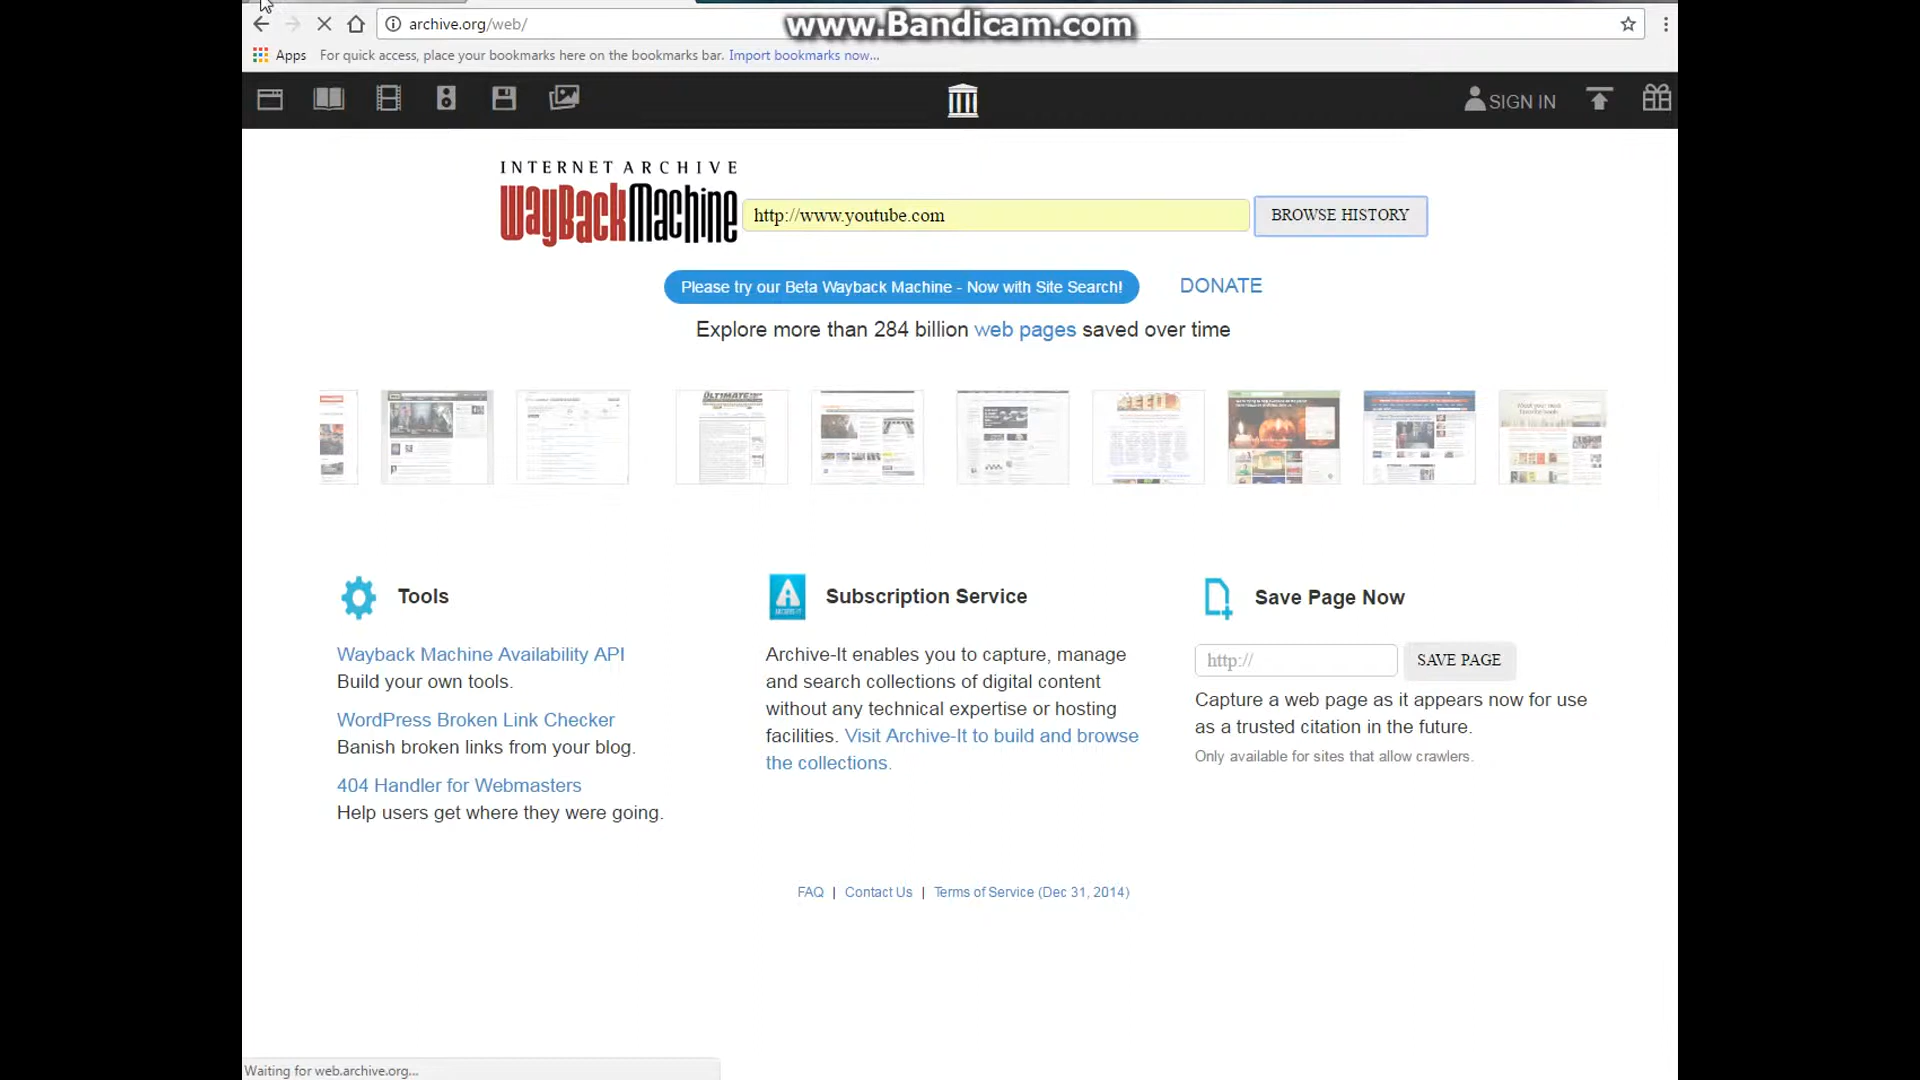 www.Bandicam.com
archive.org/web/
Apps For quick access, place your bookmarks here on the bookmarks bar. Import bookmarks now...
SIGN IN
INTERNET ARCHIVE
WayBackMachine
http://www.youtube.com
BROWSE HISTORY
Please try our Beta Wayback Machine - Now with Site Search!
DONATE
Explore more than 284 billion web pages saved over time
Tools
Wayback Machine Availability API
Build your own tools.
WordPress Broken Link Checker
Banish broken links from your blog.
404 Handler for Webmasters
Help users get where they were going.
Subscription Service
Archive-It enables you to capture, manage
and search collections of digital content
without any technical expertise or hosting
facilities. Visit Archive-It to build and browse
the collections.
Save Page Now
http://
SAVE PAGE
Capture a web page as it appears now for use
as a trusted citation in the future.
Only available for sites that allow crawlers.
FAQ | Contact Us | Terms of Service (Dec 31, 2014)
Waiting for web.archive.org...